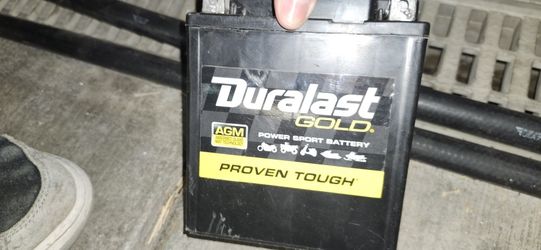 Duralast
GOLD®
AGM
POWER SPORT BATTERY
PROVEN TOUGH®